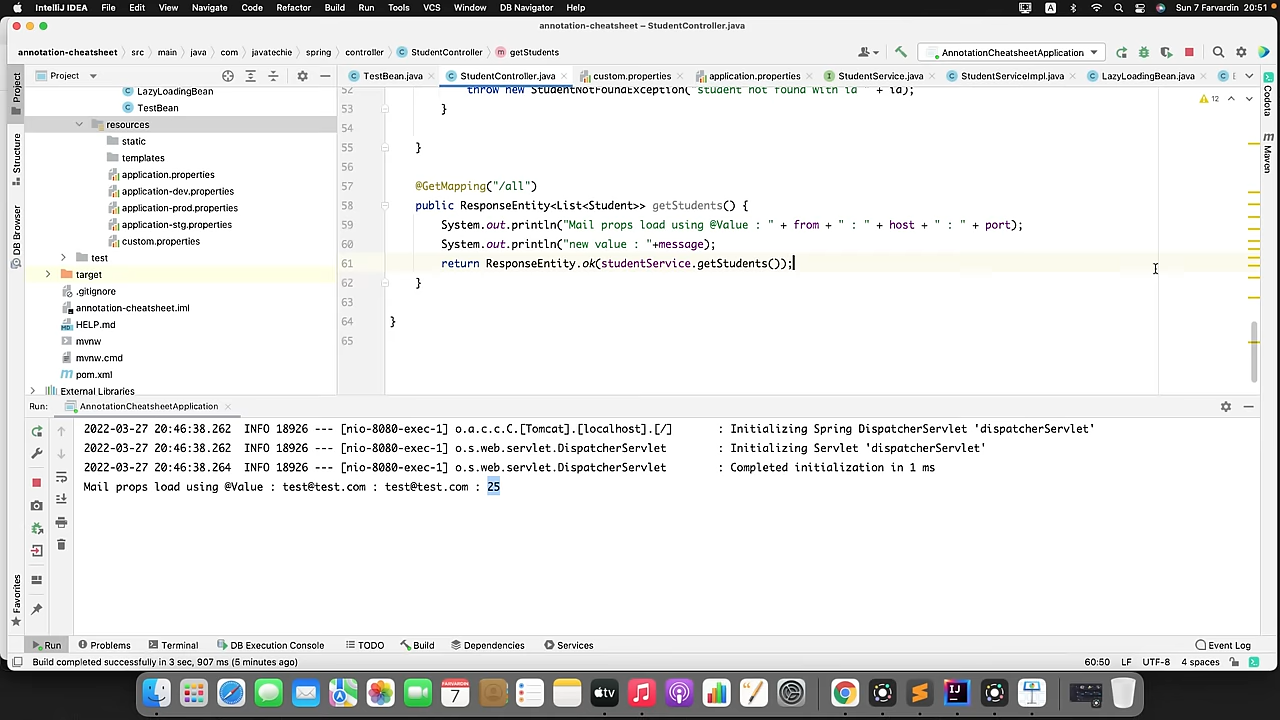 IntelliJ IDEA File Edit View Navigate Code Refactor Build Run Tools VCS Window DB Navigator Help A Sun 7 Farvardin 20:51
annotation-cheatsheet – StudentController.java
annotation-cheatsheet src main java com javatechie spring controller StudentController getStudents AnnotationCheatsheetApplication
Project
TestBean.java StudentController.java custom.properties application.properties StudentService.java StudentServiceImpl.java LazyLoadingBean.java
LazyLoadingBean
TestBean
resources
static
templates
application.properties
application-dev.properties
application-prod.properties
application-stg.properties
custom.properties
test
target
.gitignore
annotation-cheatsheet.iml
HELP.md
mvnw
mvnw.cmd
pom.xml
External Libraries
52 throw new StudentNotFoundException("student not found with id " + id);
53 }
54
55 }
56
57 @GetMapping("/all")
58 public ResponseEntity<List<Student>> getStudents() {
59 System.out.println("Mail props load using @Value : " + from + " : " + host + " : " + port);
60 System.out.println("new value : "+message);
61 return ResponseEntity.ok(studentService.getStudents());
62 }
63
64 }
65
12
Project
Structure
DB Browser
Favorites
Codota
Maven
Run: AnnotationCheatsheetApplication
2022-03-27 20:46:38.262 INFO 18926 --- [nio-8080-exec-1] o.a.c.c.C.[Tomcat].[localhost].[/] : Initializing Spring DispatcherServlet 'dispatcherServlet'
2022-03-27 20:46:38.262 INFO 18926 --- [nio-8080-exec-1] o.s.web.servlet.DispatcherServlet : Initializing Servlet 'dispatcherServlet'
2022-03-27 20:46:38.264 INFO 18926 --- [nio-8080-exec-1] o.s.web.servlet.DispatcherServlet : Completed initialization in 1 ms
Mail props load using @Value : test@test.com : test@test.com : 25
Run Problems Terminal DB Execution Console TODO Build Dependencies Services Event Log
Build completed successfully in 3 sec, 907 ms (5 minutes ago) 60:50 LF UTF-8 4 spaces
FARVARDIN
7
tv
IJ